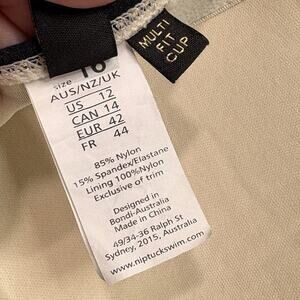 size 16
AUS/NZ/UK
US 12
CAN 14
EUR 42
FR 44
85% Nylon
15% Spandex/Elastane
Lining 100%Nylon
Exclusive of trim
Designed in
Bondi-Australia
Made in China
49/34-36 Ralph St
Sydney, 2015, Australia
www.niptuckswim.com
MULTI
FIT
CUP